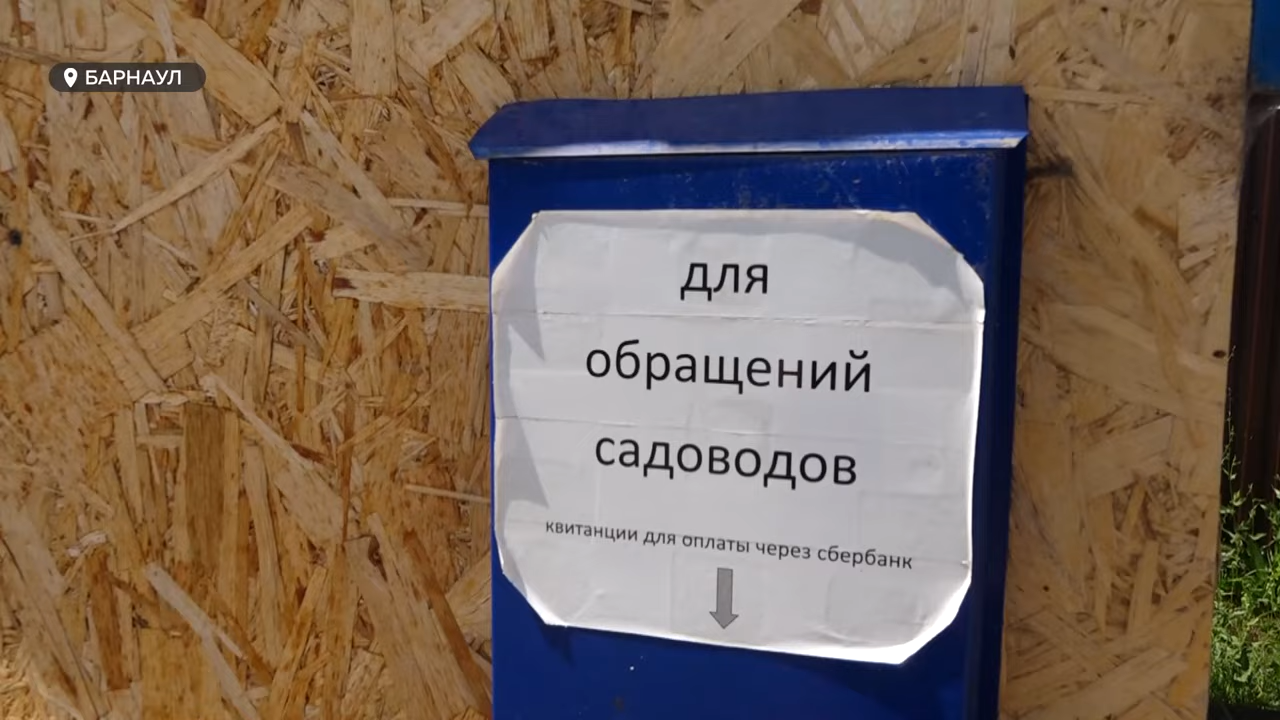 БАРНАУЛ
для
обращений
садоводов
квитанции для оплаты через сбербанк